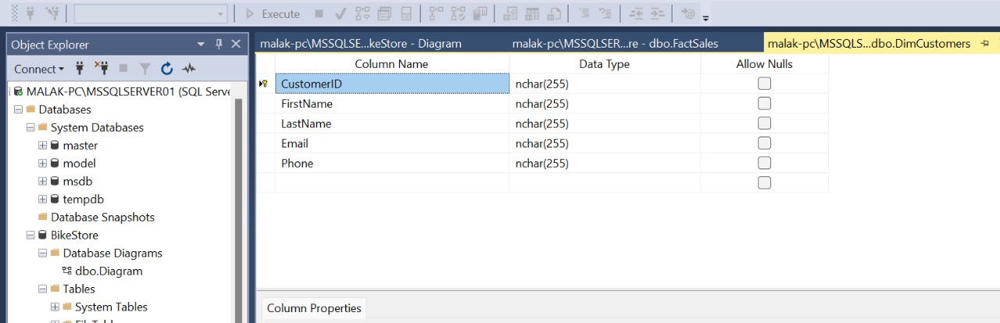 Execute
Object Explorer
Connect
MALAK-PC\MSSQLSERVER01 (SQL Serve
Databases
System Databases
master
model
msdb
tempdb
Database Snapshots
BikeStore
Database Diagrams
dbo.Diagram
Tables
System Tables
malak-pc\MSSQLSE...keStore - Diagram
malak-pc\MSSQLSER...re - dbo.FactSales
malak-pc\MSSQLS...dbo.DimCustomers
Column Name Data Type Allow Nulls
CustomerID nchar(255)
FirstName nchar(255)
LastName nchar(255)
Email nchar(255)
Phone nchar(255)
Column Properties